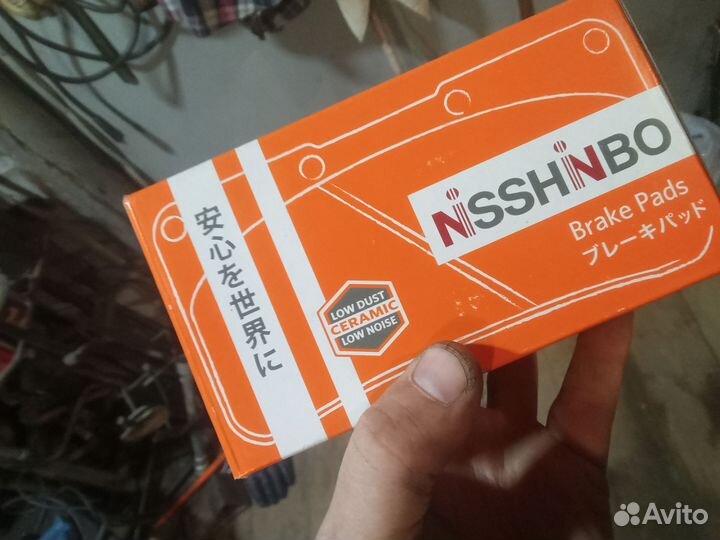 NiSSHiNBO
Brake Pads
ブレーキパッド
安心を世界に
LOW DUST
CERAMIC
LOW NOISE
Avito